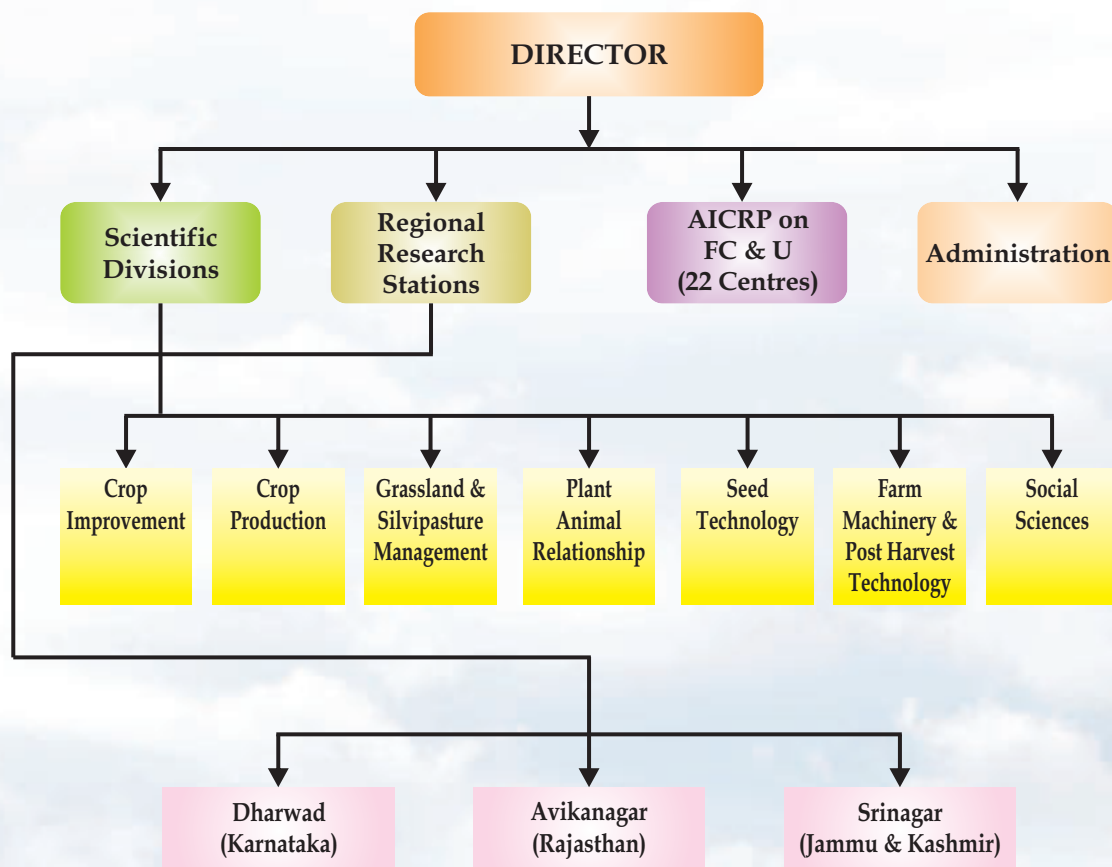 DIRECTOR
Scientific
Divisions
Regional
Research
Stations
AICRP on
FC & U
(22 Centres)
Administration
Crop
Improvement
Crop
Production
Grassland &
Silvipasture
Management
Plant
Animal
Relationship
Seed
Technology
Farm
Machinery &
Post Harvest
Technology
Social
Sciences
Dharwad
(Karnataka)
Avikanagar
(Rajasthan)
Srinagar
(Jammu & Kashmir)